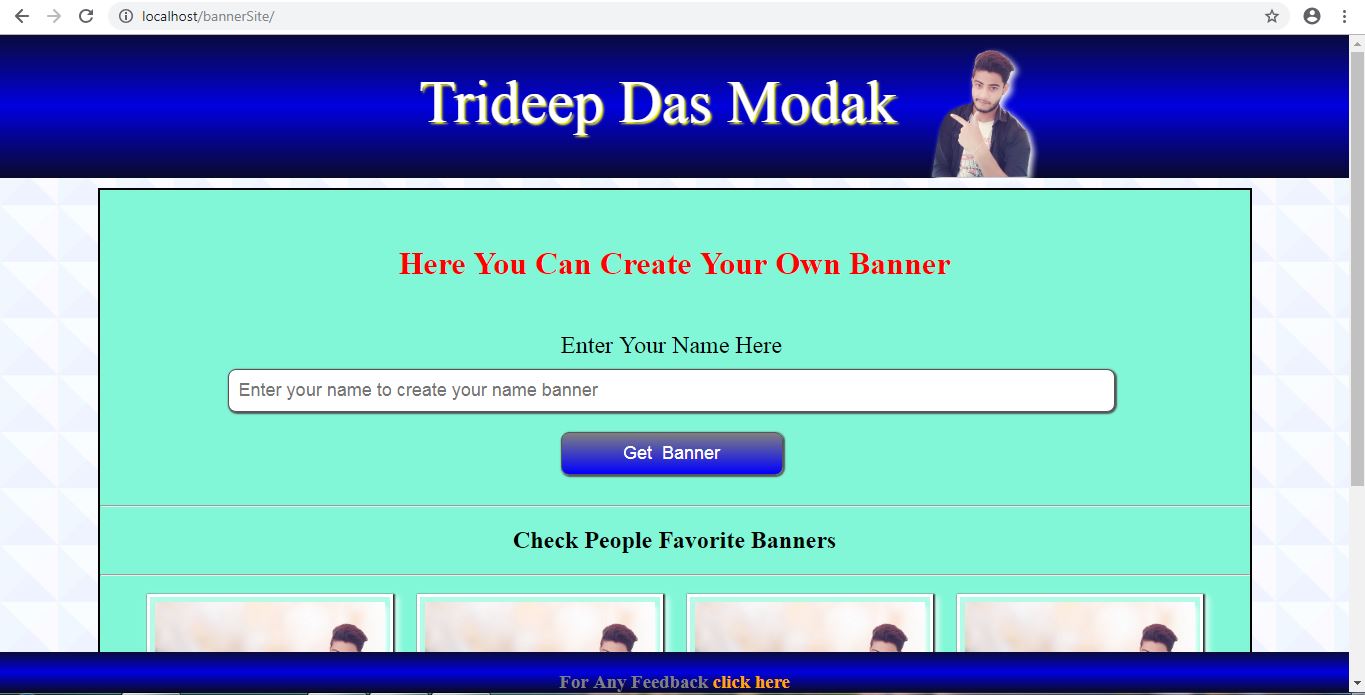 localhost/bannerSite/
Trideep Das Modak
Here You Can Create Your Own Banner
Enter Your Name Here
Enter your name to create your name banner
Get Banner
Check People Favorite Banners
For Any Feedback click here